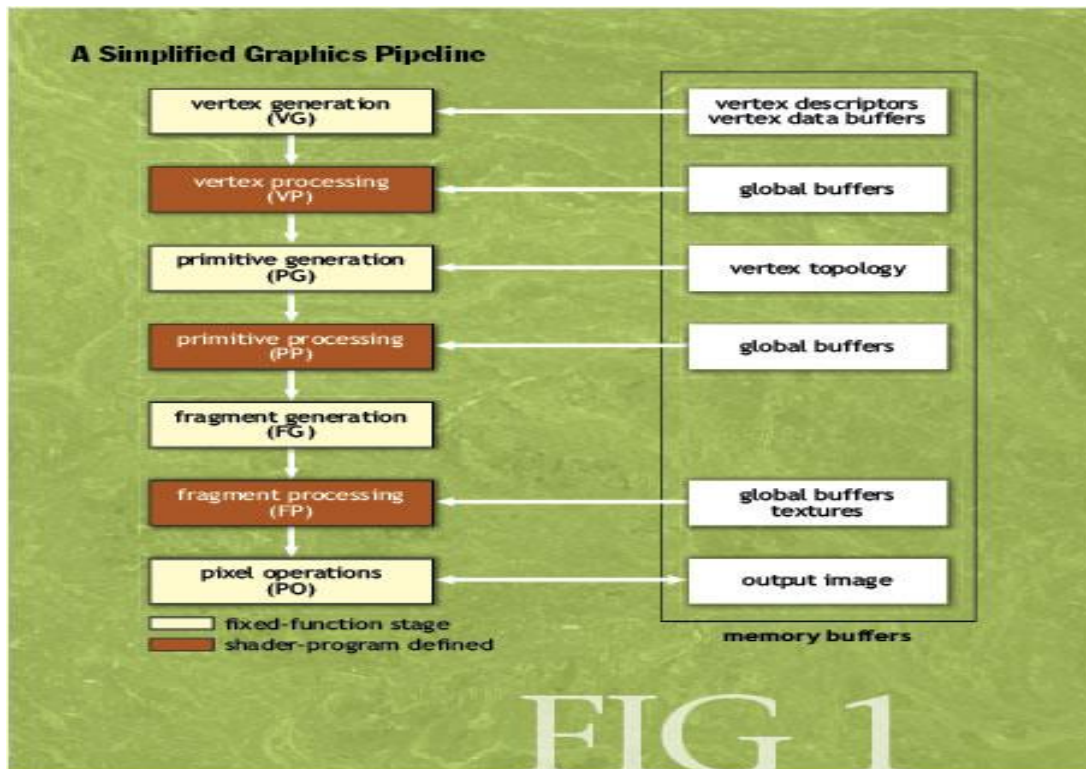 A Simplified Graphics Pipeline
vertex generation
(VG)
vertex descriptors
vertex data buffers
vertex processing
(VP)
global buffers
primitive generation
(PG)
vertex topology
primitive processing
(PP)
global buffers
fragment generation
(FG)
fragment processing
(FP)
global buffers
textures
pixel operations
(PO)
output image
fixed-function stage
shader-program defined
memory buffers
FIG 1